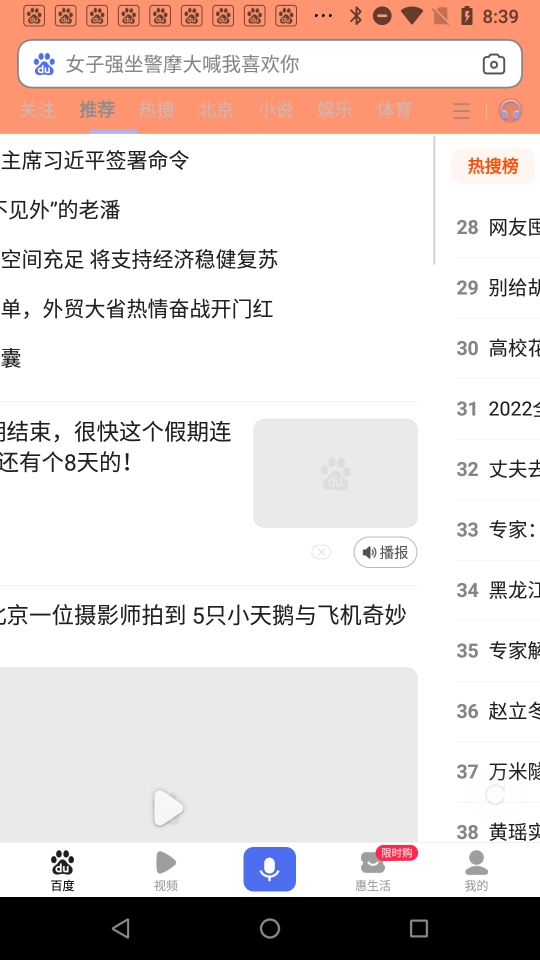 8:39
du 女子强坐警摩大喊我喜欢你
关注 推荐 热搜 北京 小说 娱乐 体育
主席习近平签署命令
不见外”的老潘
空间充足 将支持经济稳健复苏
单，外贸大省热情奋战开门红
囊
期结束，很快这个假期连
还有个8天的！
du
播报
北京一位摄影师拍到 5只小天鹅与飞机奇妙
热搜榜
28 网友围
29 别给胡
30 高校花
31 2022全
32 丈夫去
33 专家：
34 黑龙江
35 专家解
36 赵立冬
37 万米隧
38 黄瑶实
限时购
百度 视频 惠生活 我的